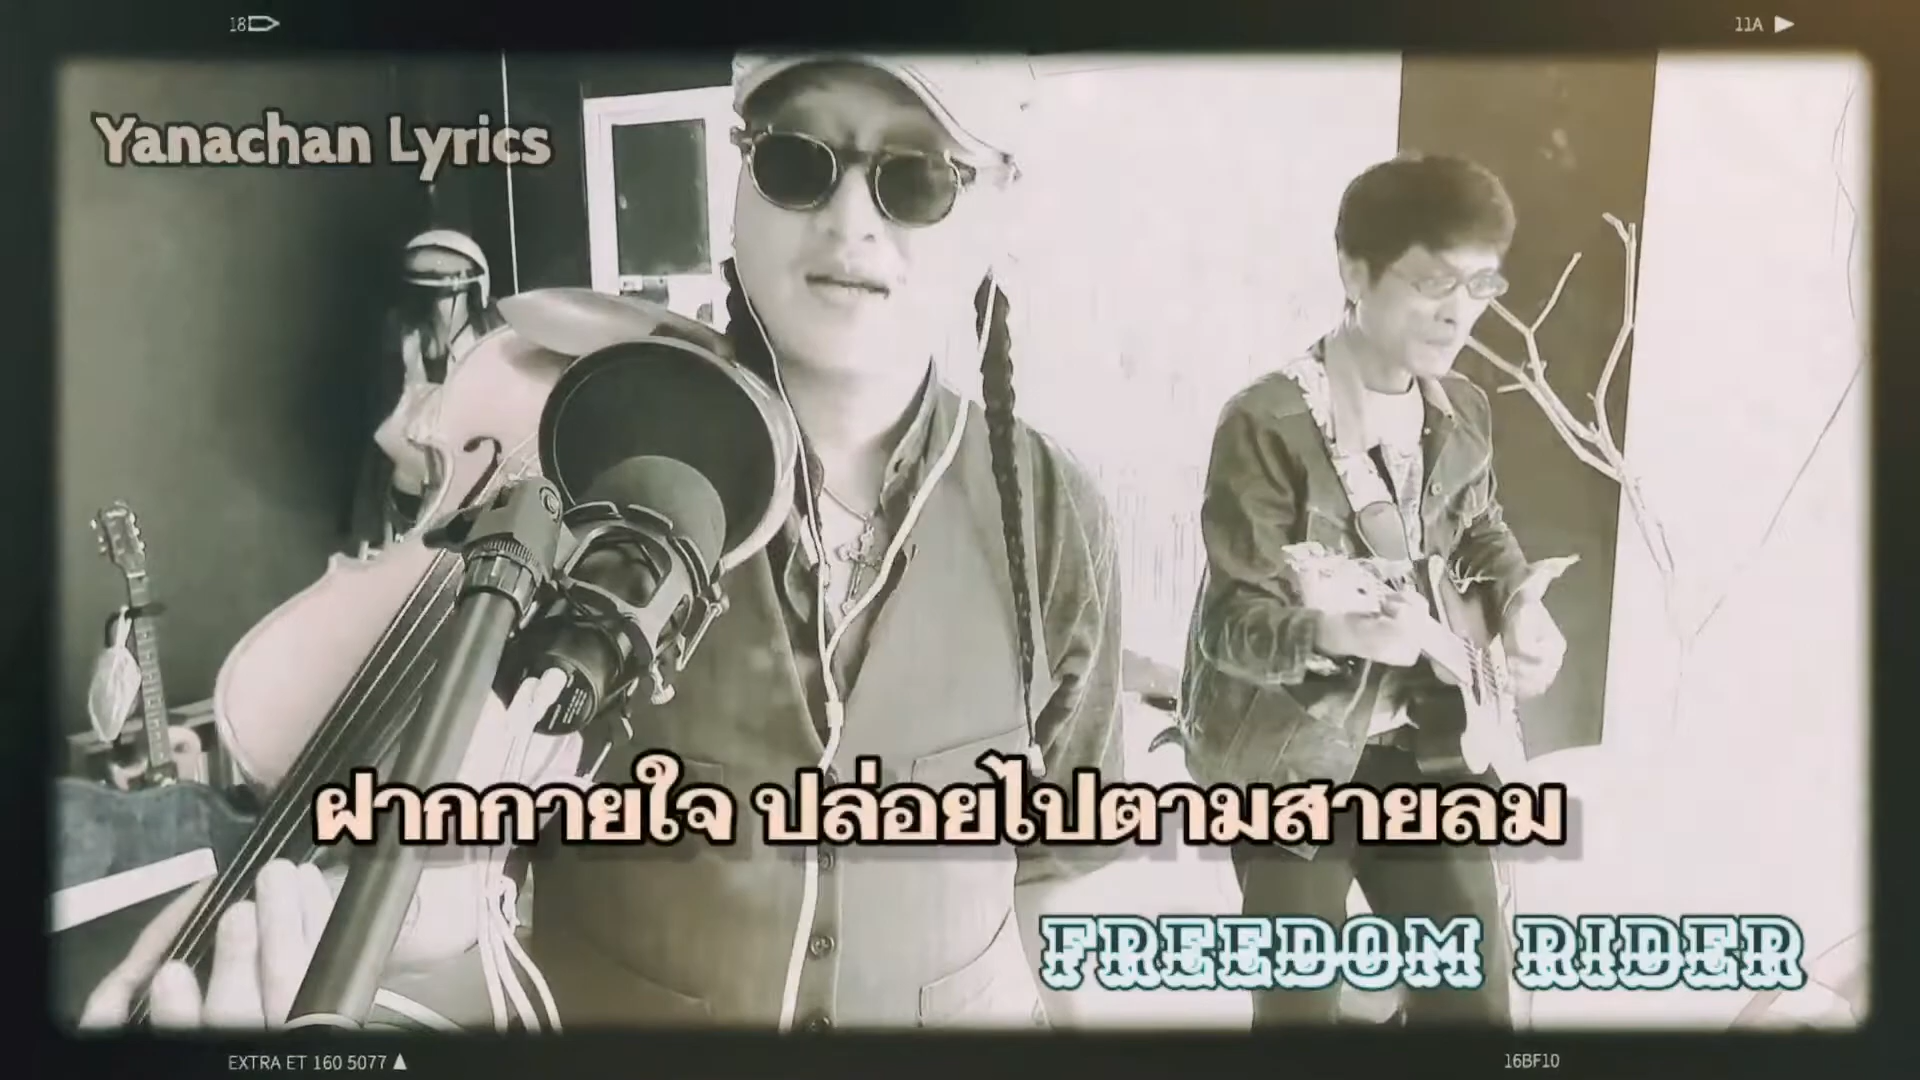 18
11A
Yanachan Lyrics
ฝากกายใจ ปล่อยไปตามสายลม
FREEDOM RIDER
EXTRA ET 160 5077
16BF10